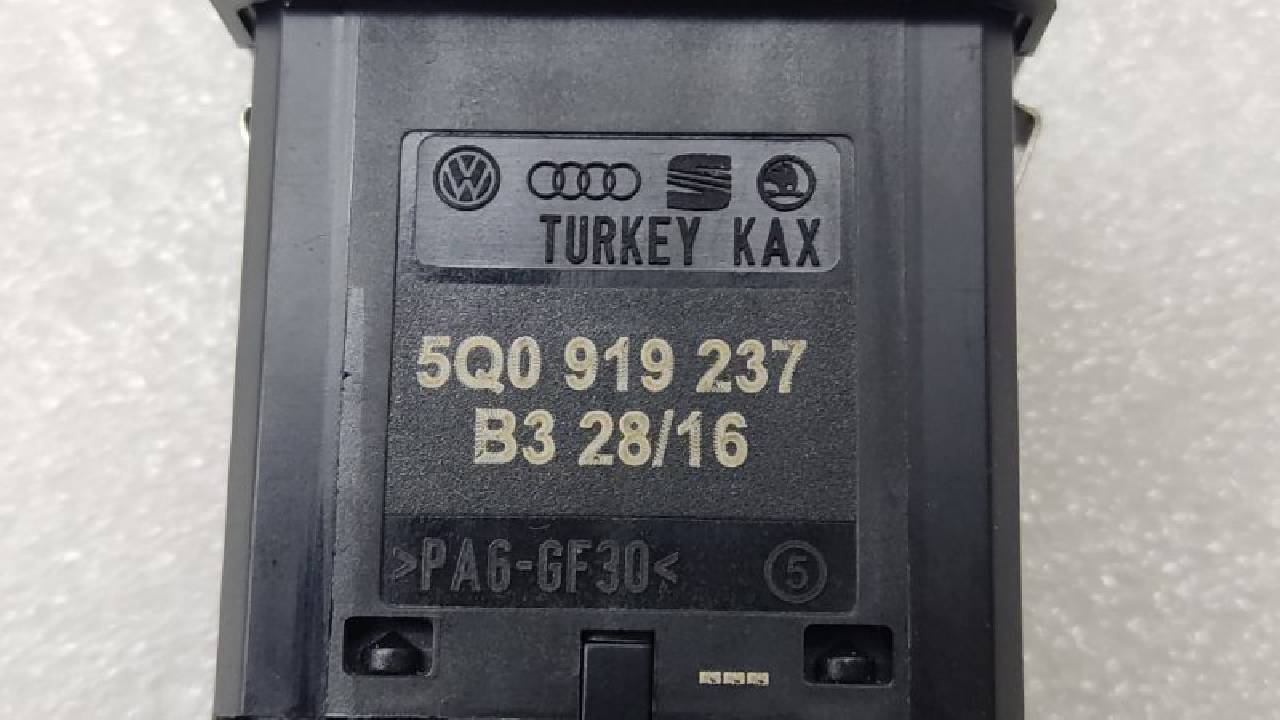 TURKEY KAX
5Q0 919 237
B3 28/16
>PA6-GF30< 5